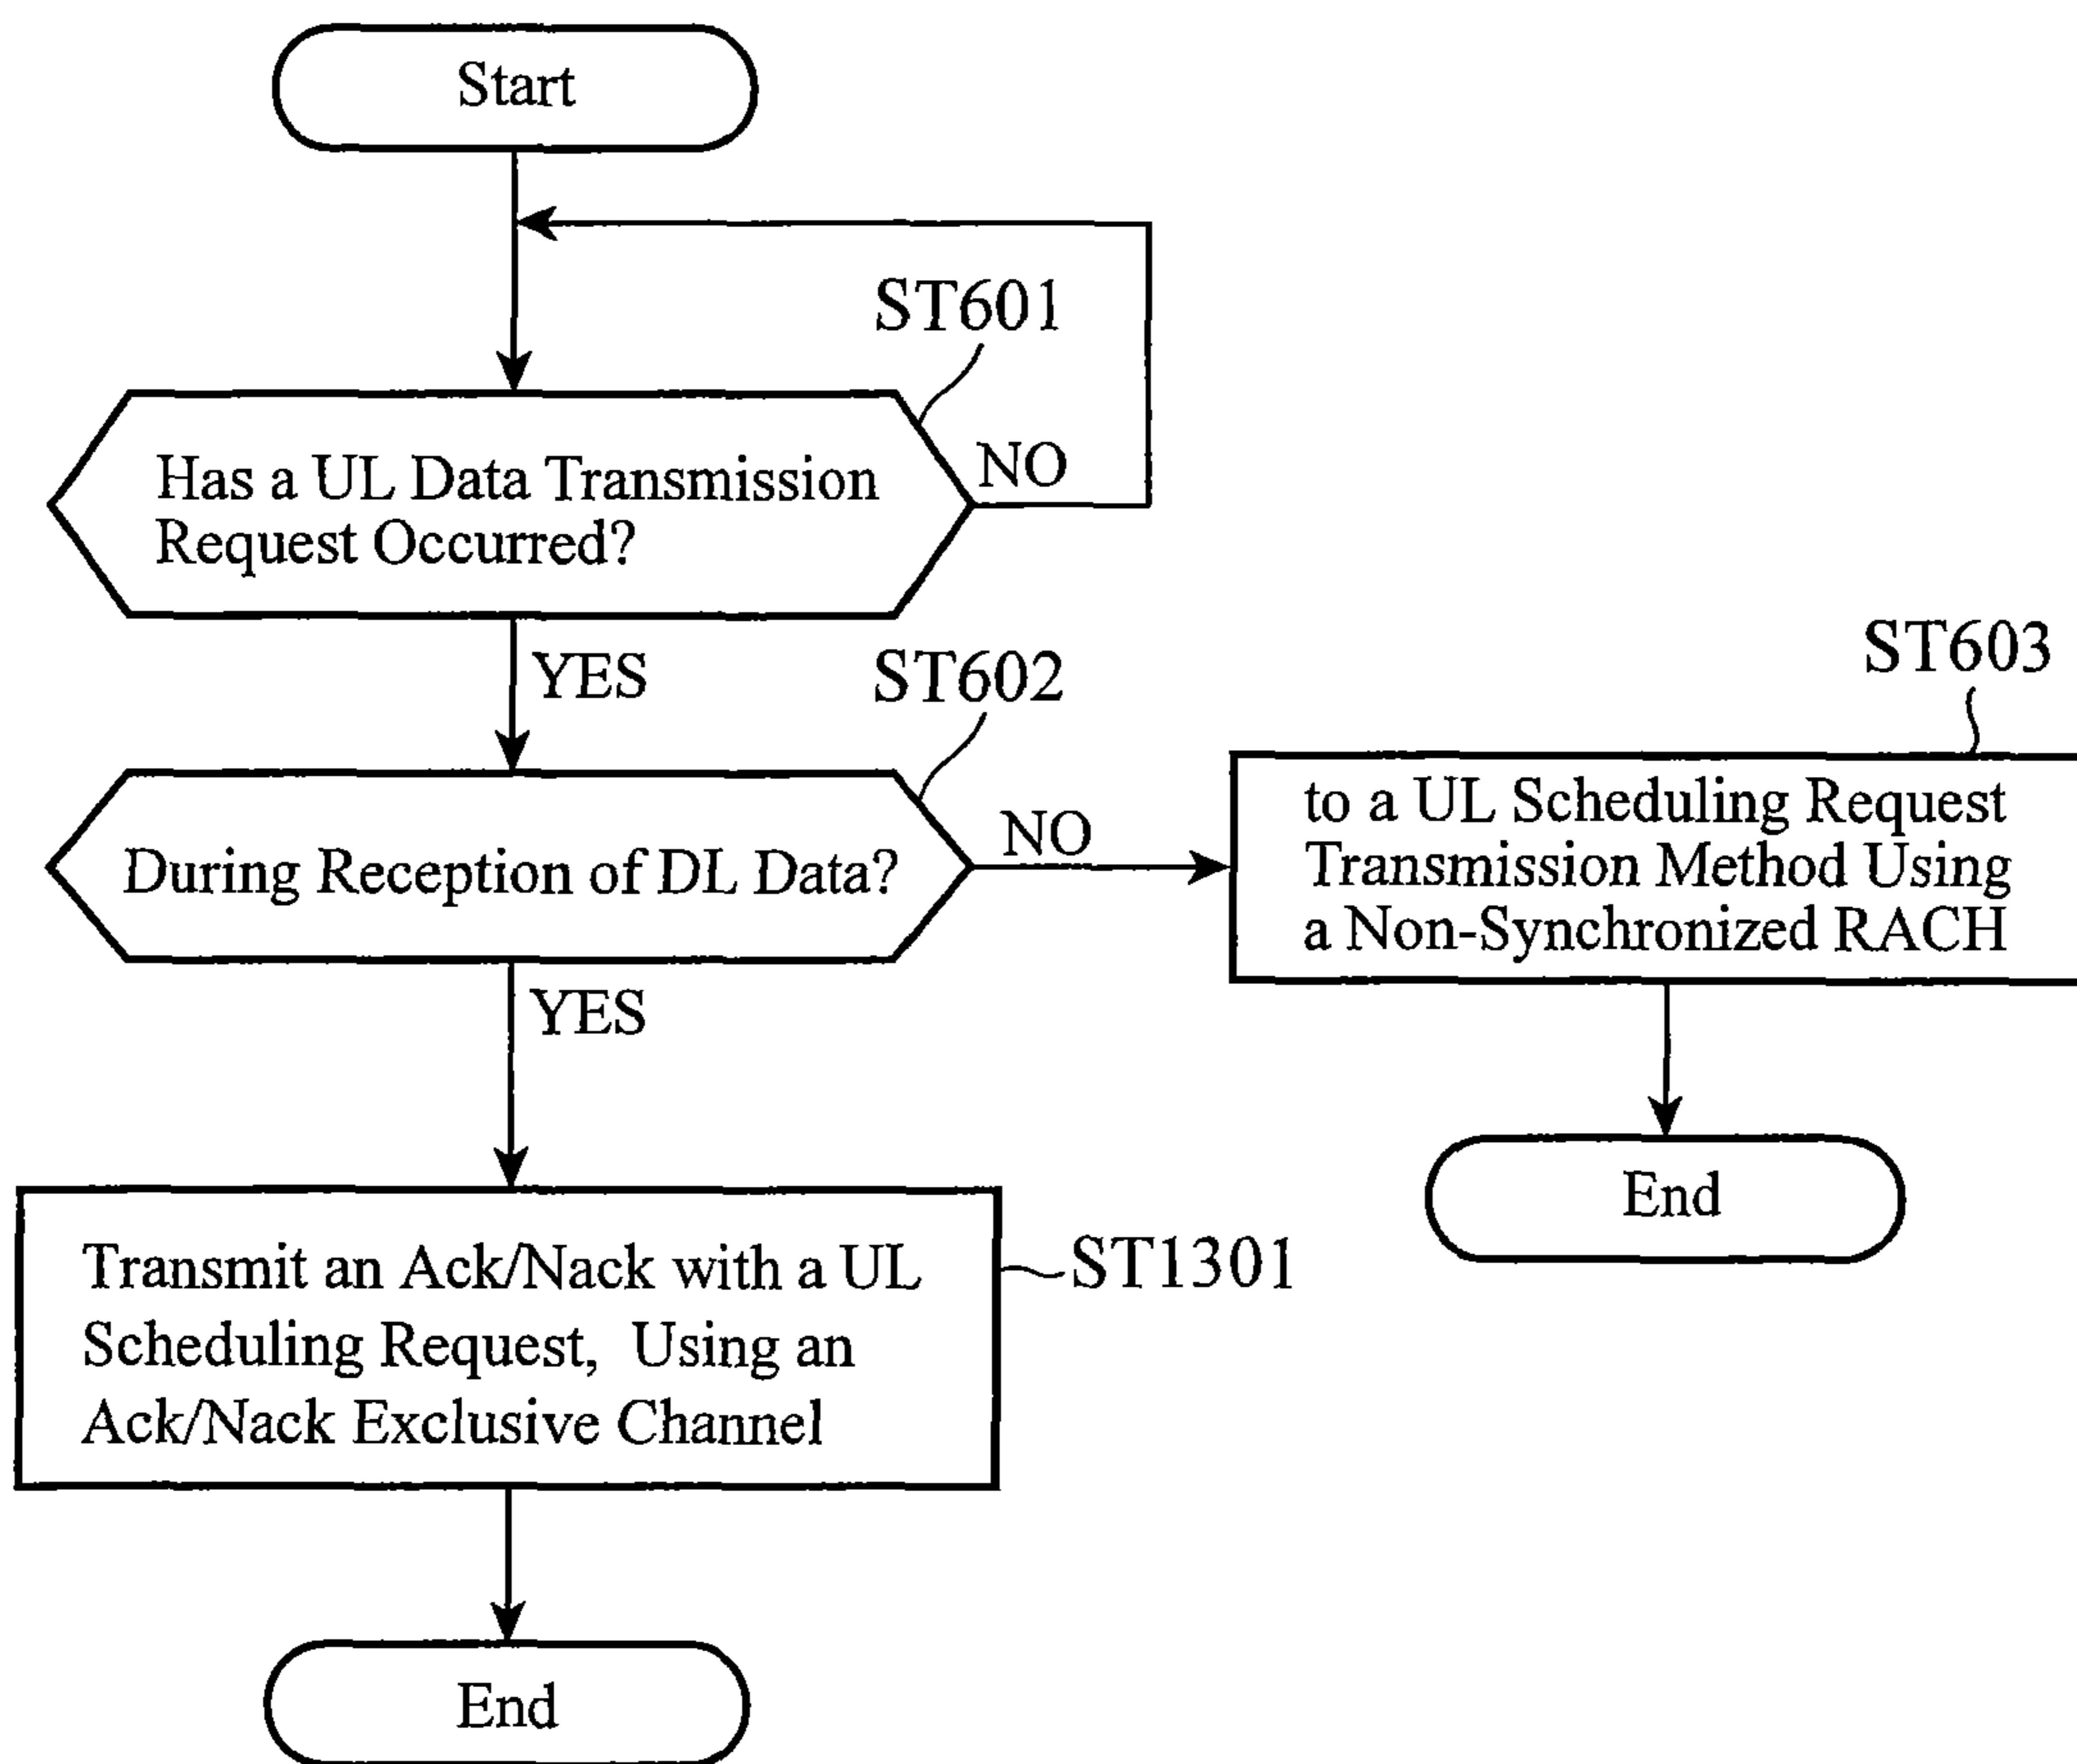 Start
ST601
Has a UL Data Transmission
Request Occurred?
NO
YES
ST602
During Reception of DL Data?
NO
ST603
to a UL Scheduling Request
Transmission Method Using
a Non-Synchronized RACH
End
YES
Transmit an Ack/Nack with a UL
Scheduling Request, Using an
Ack/Nack Exclusive Channel
ST1301
End